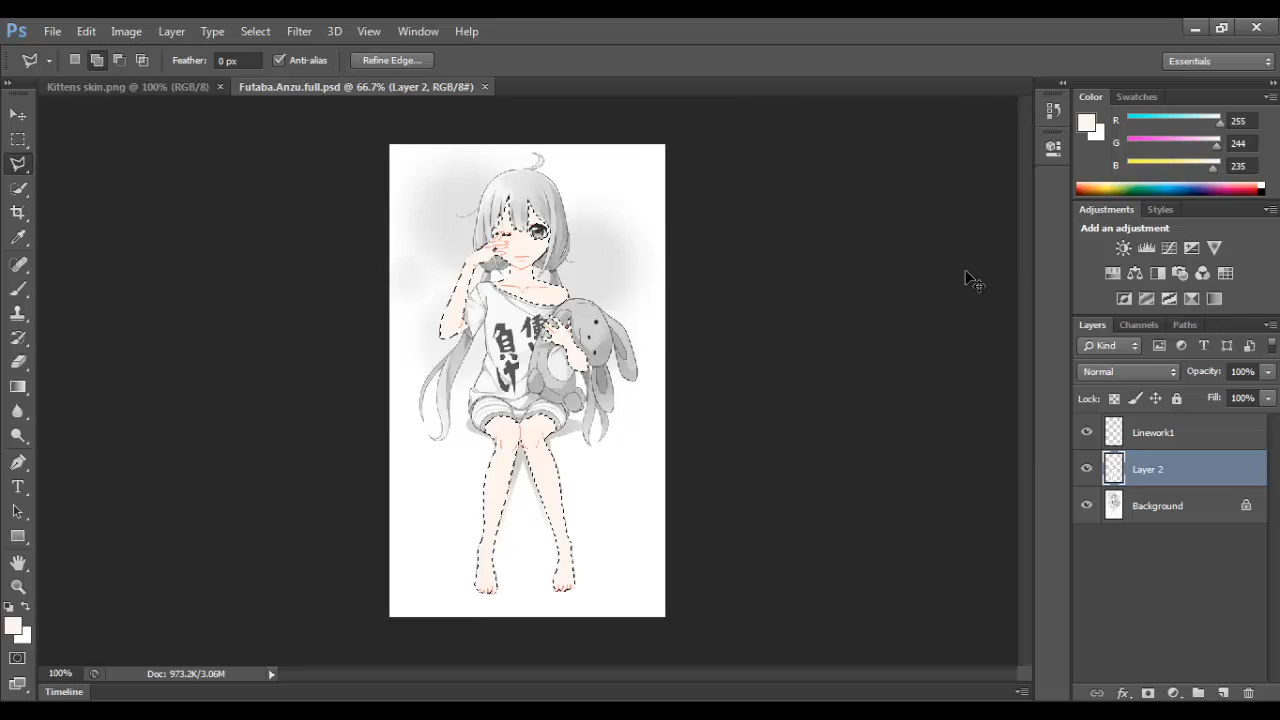 Ps File Edit Image Layer Type Select Filter 3D View Window Help
Feather: 0 px Anti-alias Refine Edge... Essentials
Kittens skin.png @ 100% (RGB/8) × Futaba.Anzu.full.psd @ 66.7% (Layer 2, RGB/8#) ×
Color Swatches
R 255
G 244
B 235
Adjustments Styles
Add an adjustment
Layers Channels Paths
Kind
Normal Opacity: 100%
Lock: Fill: 100%
Linework1
Layer 2
Background
働
負け
100% Doc: 973.2K/3.06M
Timeline